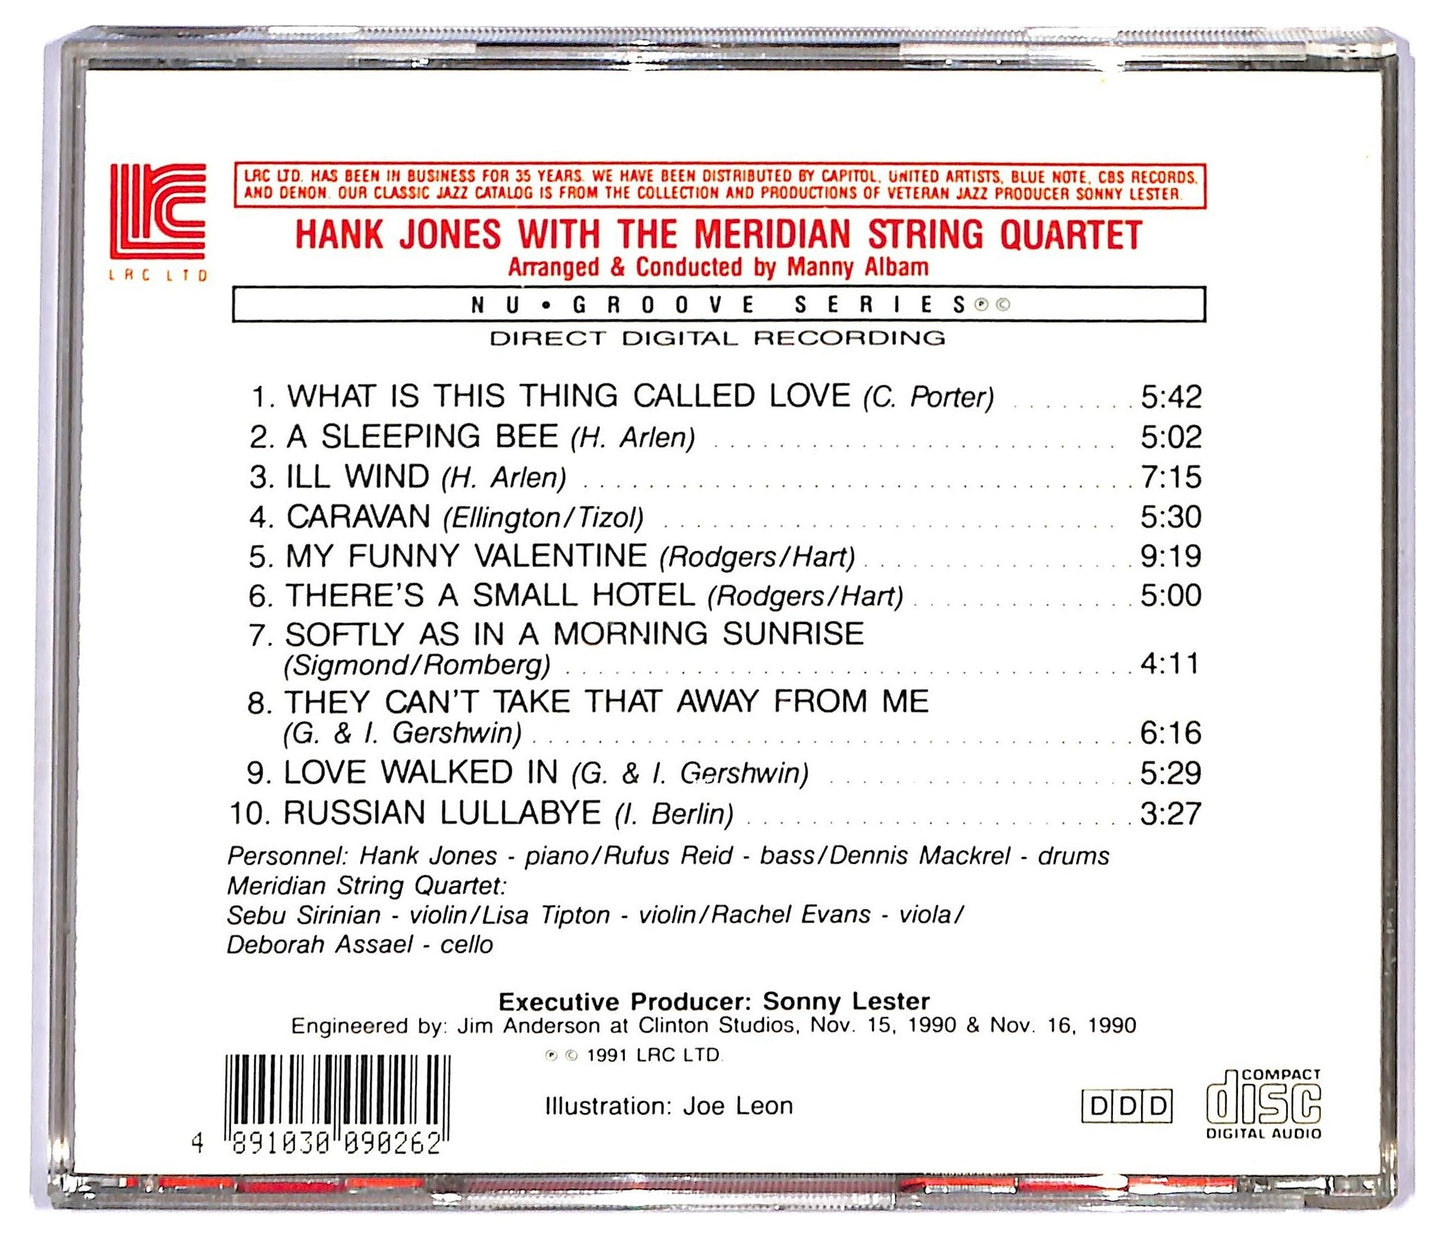 LRC LTD
LRC LTD. HAS BEEN IN BUSINESS FOR 35 YEARS. WE HAVE BEEN DISTRIBUTED BY CAPITOL, UNITED ARTISTS, BLUE NOTE, CBS RECORDS,
AND DENON. OUR CLASSIC JAZZ CATALOG IS FROM THE COLLECTION AND PRODUCTIONS OF VETERAN JAZZ PRODUCER SONNY LESTER.
HANK JONES WITH THE MERIDIAN STRING QUARTET
Arranged & Conducted by Manny Albam
NU•GROOVE SERIES℗©
DIRECT DIGITAL RECORDING
1. WHAT IS THIS THING CALLED LOVE (C. Porter) ........ 5:42
2. A SLEEPING BEE (H. Arlen) ........................ 5:02
3. ILL WIND (H. Arlen) ................................ 7:15
4. CARAVAN (Ellington/Tizol) ........................... 5:30
5. MY FUNNY VALENTINE (Rodgers/Hart) ................ 9:19
6. THERE'S A SMALL HOTEL (Rodgers/Hart) ............. 5:00
7. SOFTLY AS IN A MORNING SUNRISE
(Sigmond/Romberg) ................................. 4:11
8. THEY CAN'T TAKE THAT AWAY FROM ME
(G. & I. Gershwin) ................................... 6:16
9. LOVE WALKED IN (G. & I. Gershwin) .................. 5:29
10. RUSSIAN LULLABYE (I. Berlin) ....................... 3:27
Personnel: Hank Jones - piano/Rufus Reid - bass/Dennis Mackrel - drums
Meridian String Quartet:
Sebu Sirinian - violin/Lisa Tipton - violin/Rachel Evans - viola/
Deborah Assael - cello
Executive Producer: Sonny Lester
Engineered by: Jim Anderson at Clinton Studios, Nov. 15, 1990 & Nov. 16, 1990
℗ © 1991 LRC LTD.
Illustration: Joe Leon
4 891030 090262
DDD
COMPACT
disc
DIGITAL AUDIO